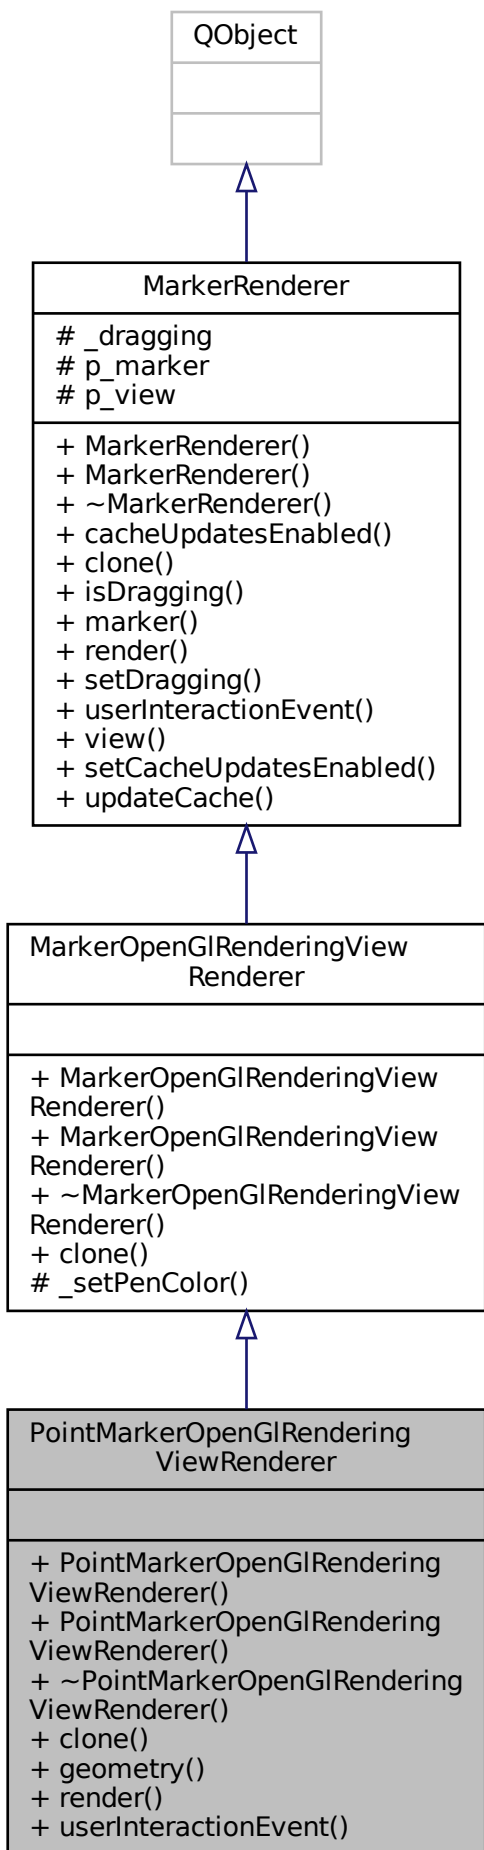 QObject
MarkerRenderer
# _dragging
# p_marker
# p_view
+ MarkerRenderer()
+ MarkerRenderer()
+ ~MarkerRenderer()
+ cacheUpdatesEnabled()
+ clone()
+ isDragging()
+ marker()
+ render()
+ setDragging()
+ userInteractionEvent()
+ view()
+ setCacheUpdatesEnabled()
+ updateCache()
MarkerOpenGlRenderingView
Renderer
+ MarkerOpenGlRenderingView
Renderer()
+ MarkerOpenGlRenderingView
Renderer()
+ ~MarkerOpenGlRenderingView
Renderer()
+ clone()
# _setPenColor()
PointMarkerOpenGlRendering
ViewRenderer
+ PointMarkerOpenGlRendering
ViewRenderer()
+ PointMarkerOpenGlRendering
ViewRenderer()
+ ~PointMarkerOpenGlRendering
ViewRenderer()
+ clone()
+ geometry()
+ render()
+ userInteractionEvent()